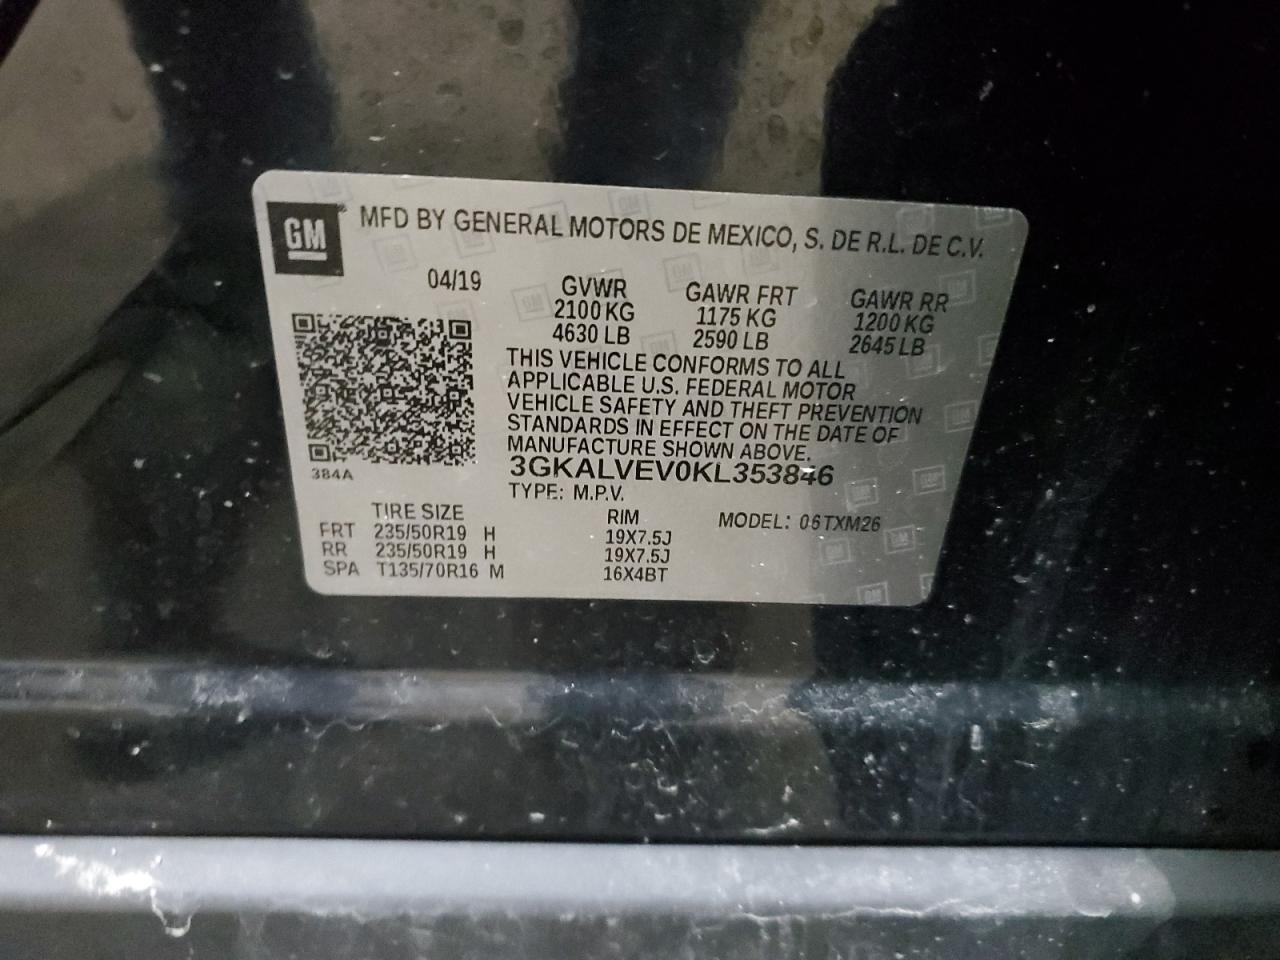 GM
MFD BY GENERAL MOTORS DE MEXICO, S. DE R.L. DE C.V.
04/19 GVWR GAWR FRT GAWR RR
2100 KG 1175 KG 1200 KG
4630 LB 2590 LB 2645 LB
THIS VEHICLE CONFORMS TO ALL
APPLICABLE U.S. FEDERAL MOTOR
VEHICLE SAFETY AND THEFT PREVENTION
STANDARDS IN EFFECT ON THE DATE OF
MANUFACTURE SHOWN ABOVE.
384A
3GKALVEV0KL353846
TYPE: M.P.V.
TIRE SIZE RIM MODEL: 06TXM26
FRT 235/50R19 H 19X7.5J
RR 235/50R19 H 19X7.5J
SPA T135/70R16 M 16X4BT